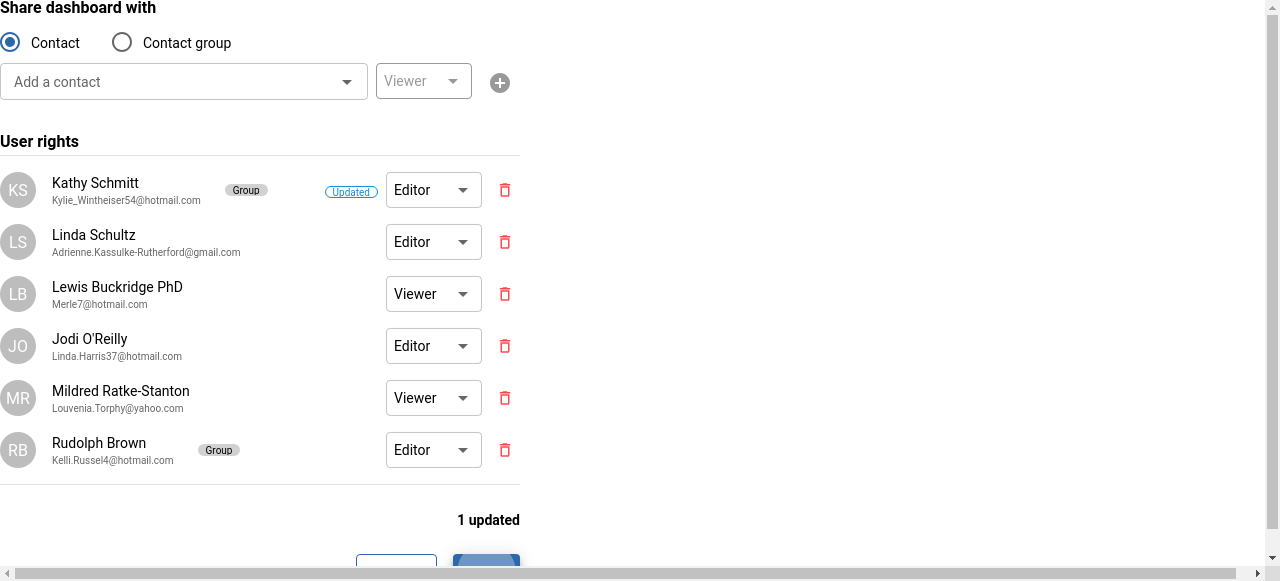 Share dashboard with
Contact Contact group
Add a contact Viewer
User rights
KS Kathy Schmitt Group Updated Editor
Kylie_Wintheiser54@hotmail.com
LS Linda Schultz Editor
Adrienne.Kassulke-Rutherford@gmail.com
LB Lewis Buckridge PhD Viewer
Merle7@hotmail.com
JO Jodi O'Reilly Editor
Linda.Harris37@hotmail.com
MR Mildred Ratke-Stanton Viewer
Louvenia.Torphy@yahoo.com
RB Rudolph Brown Group Editor
Kelli.Russel4@hotmail.com
1 updated